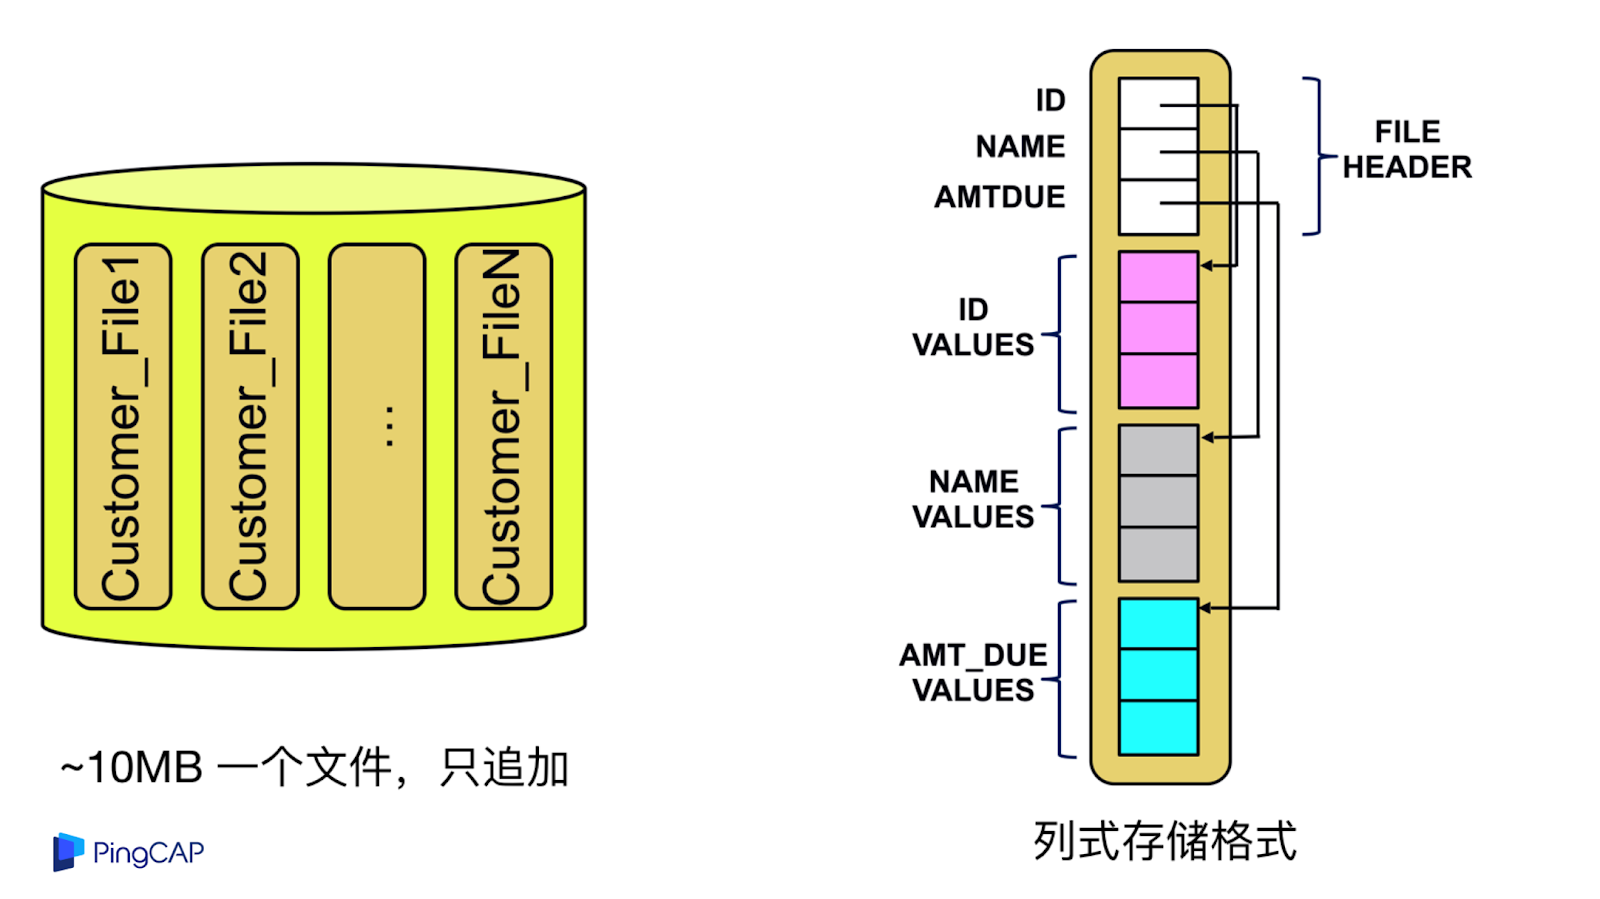 Customer_File1
Customer_File2
...
Customer_FileN
~10MB 一个文件，只追加
PingCAP
ID
NAME
AMTDUE
FILE
HEADER
ID
VALUES
NAME
VALUES
AMT_DUE
VALUES
列式存储格式